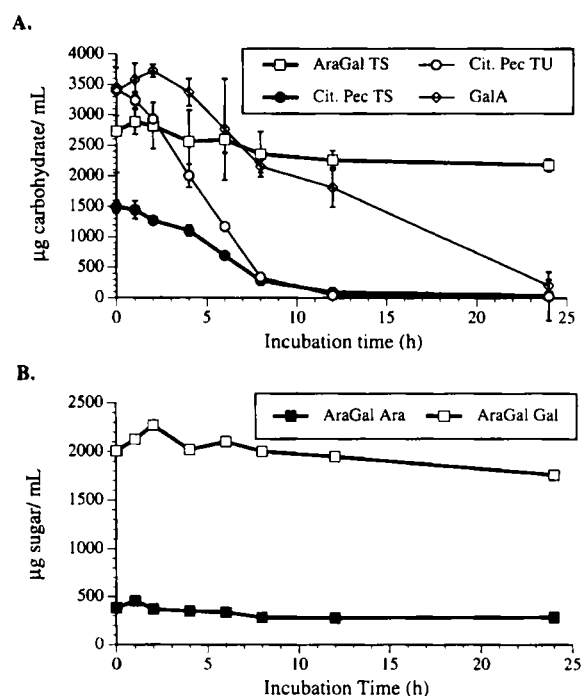 A.
AraGal TS
Cit. Pec TU
Cit. Pec TS
GalA
µg carbohydrate/ mL
4000
3500
3000
2500
2000
1500
1000
500
0
0
5
10
15
20
25
Incubation time (h)
B.
AraGal Ara
AraGal Gal
µg sugar/ mL
2500
2000
1500
1000
500
0
0
5
10
15
20
25
Incubation Time (h)